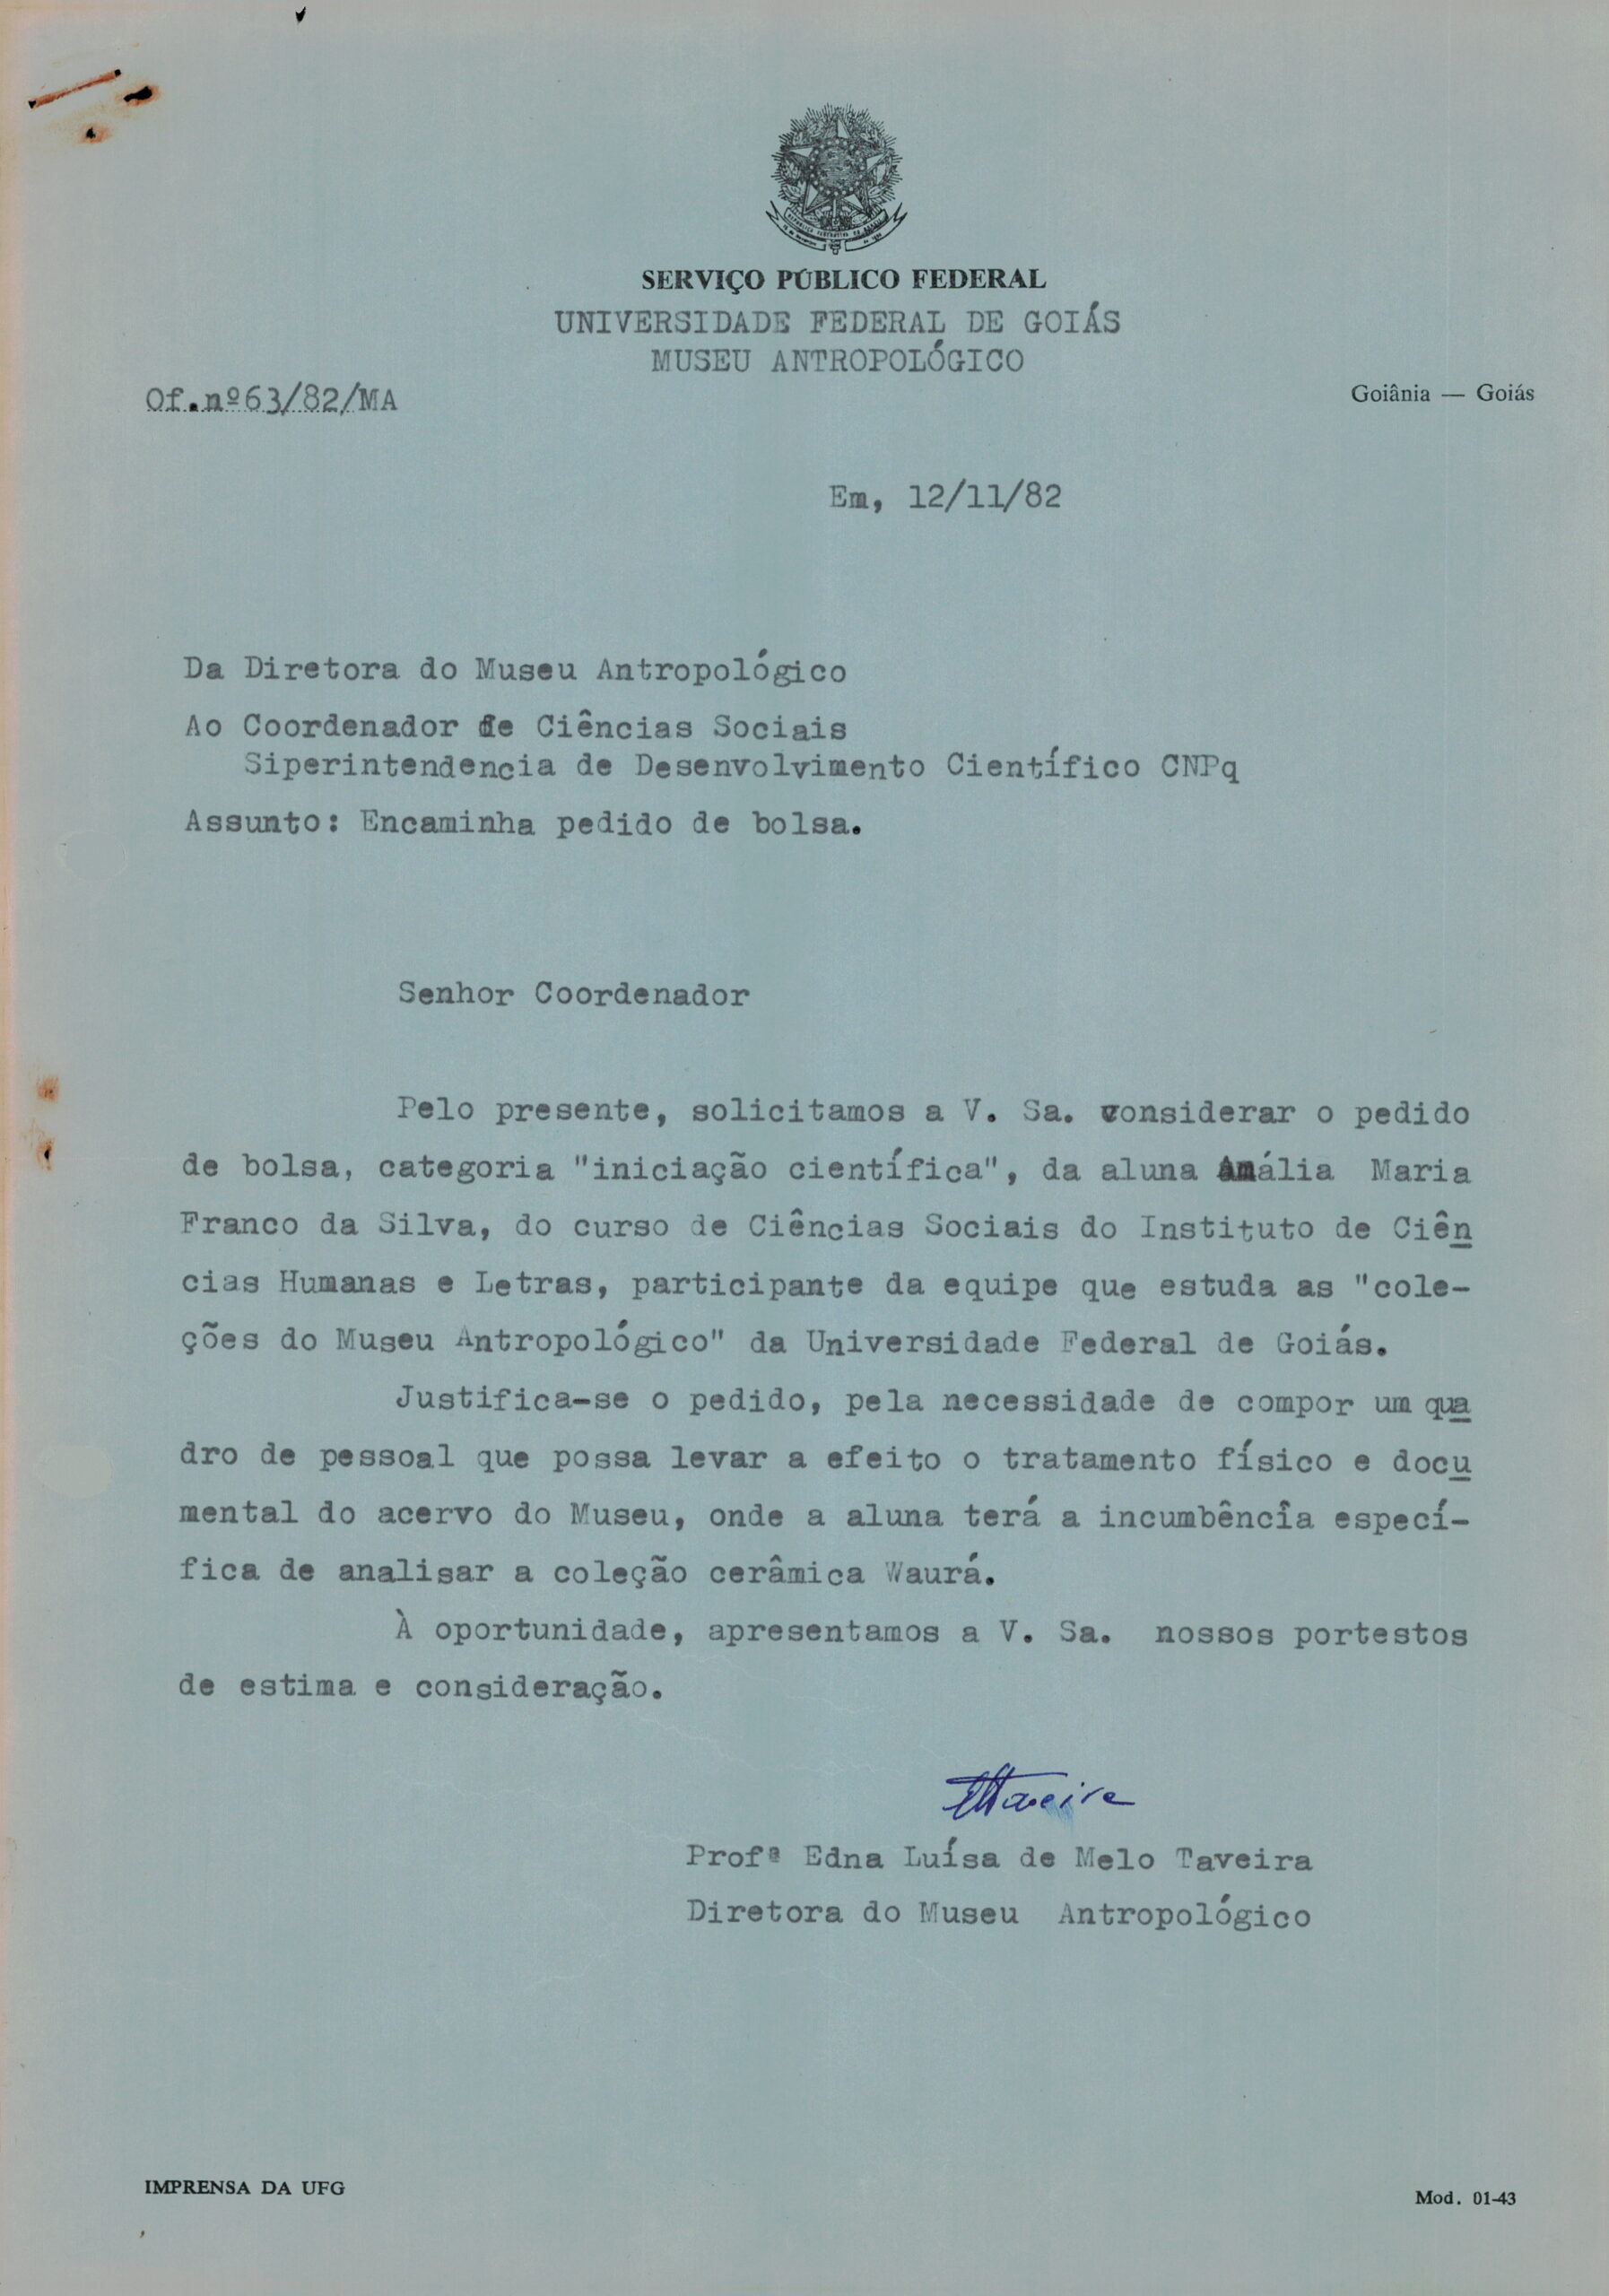 SERVIÇO PÚBLICO FEDERAL
UNIVERSIDADE FEDERAL DE GOIÁS
MUSEU ANTROPOLÓGICO
Of.nº63/82/MA
Goiânia — Goiás
Em, 12/11/82
Da Diretora do Museu Antropológico
Ao Coordenador de Ciências Sociais
Siperintendencia de Desenvolvimento Científico CNPq
Assunto: Encaminha pedido de bolsa.
Senhor Coordenador
Pelo presente, solicitamos a V. Sa. considerar o pedido
de bolsa, categoria "iniciação científica", da aluna Amália Maria
Franco da Silva, do curso de Ciências Sociais do Instituto de Ciên
cias Humanas e Letras, participante da equipe que estuda as "cole-
ções do Museu Antropológico" da Universidade Federal de Goiás.
Justifica-se o pedido, pela necessidade de compor um qua
dro de pessoal que possa levar a efeito o tratamento físico e docu
mental do acervo do Museu, onde a aluna terá a incumbência especí-
fica de analisar a coleção cerâmica Waurá.
À oportunidade, apresentamos a V. Sa. nossos portestos
de estima e consideração.
Profª Edna Luísa de Melo Taveira
Diretora do Museu Antropológico
IMPRENSA DA UFG
Mod. 01-43